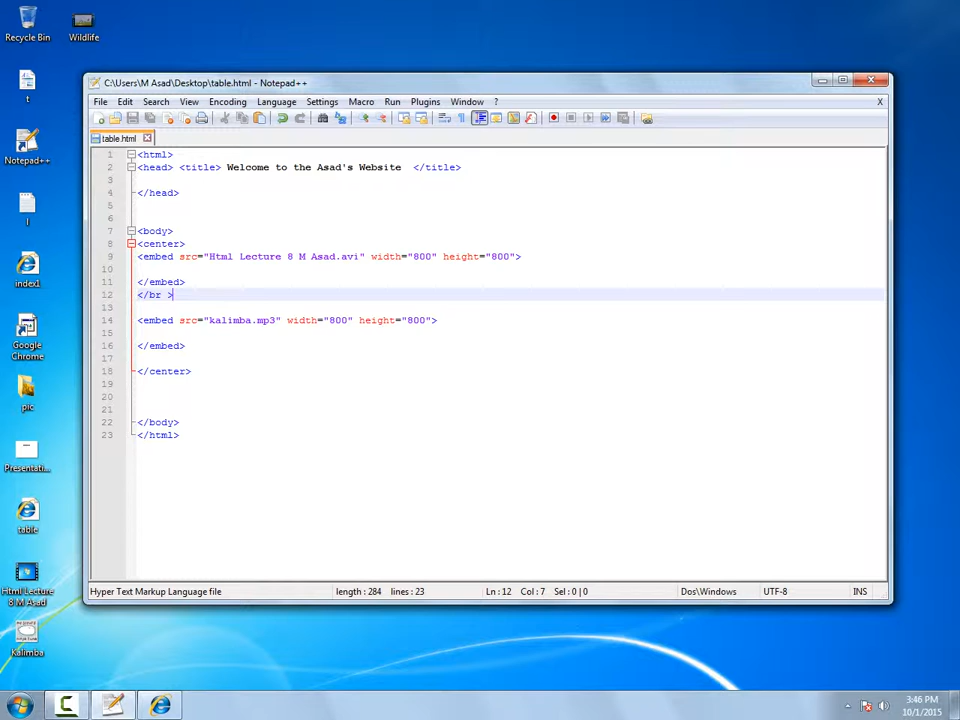 Recycle Bin
Wildlife
t
Notepad++
l
index1
Google
Chrome
pic
Presentati...
table
Html Lecture
8 M Asad
Kalimba
C:\Users\M Asad\Desktop\table.html - Notepad++
File Edit Search View Encoding Language Settings Macro Run Plugins Window ? X
table.html
1 <html>
2 <head> <title> Welcome to the Asad's Website </title>
3
4 </head>
5
6
7 <body>
8 <center>
9 <embed src="Html Lecture 8 M Asad.avi" width="800" height="800">
10
11 </embed>
12 </br >
13
14 <embed src="kalimba.mp3" width="800" height="800">
15
16 </embed>
17
18 </center>
19
20
21
22 </body>
23 </html>
Hyper Text Markup Language file length : 284 lines : 23 Ln : 12 Col : 7 Sel : 0 | 0 Dos\Windows UTF-8 INS
3:46 PM
10/1/2015